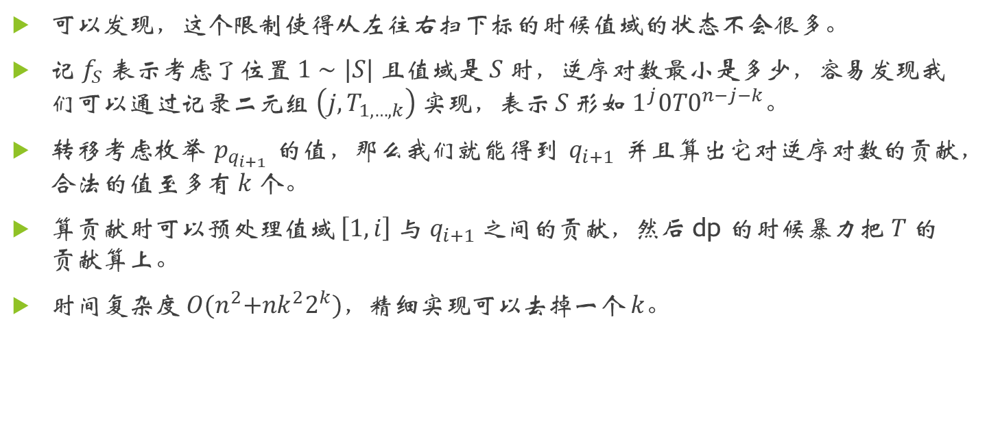 ▶ 可以发现，这个限制使得从左往右扫下标的时候值域的状态不会很多。
▶ 记 $f_S$ 表示考虑了位置 $1 \sim |S|$ 且值域是 $S$ 时，逆序对数最小是多少，容易发现我
们可以通过记录二元组 $(j, T_{1,\ldots,k})$ 实现，表示 $S$ 形如 $1^j0T0^{n-j-k}$。
▶ 转移考虑枚举 $p_{q_{i+1}}$ 的值，那么我们就能得到 $q_{i+1}$ 并且算出它对逆序对数的贡献，
合法的值至多有 $k$ 个。
▶ 算贡献时可以预处理值域 $[1, i]$ 与 $q_{i+1}$ 之间的贡献，然后 dp 的时候暴力把 $T$ 的
贡献算上。
▶ 时间复杂度 $O(n^2+nk^22^k)$，精细实现可以去掉一个 $k$。